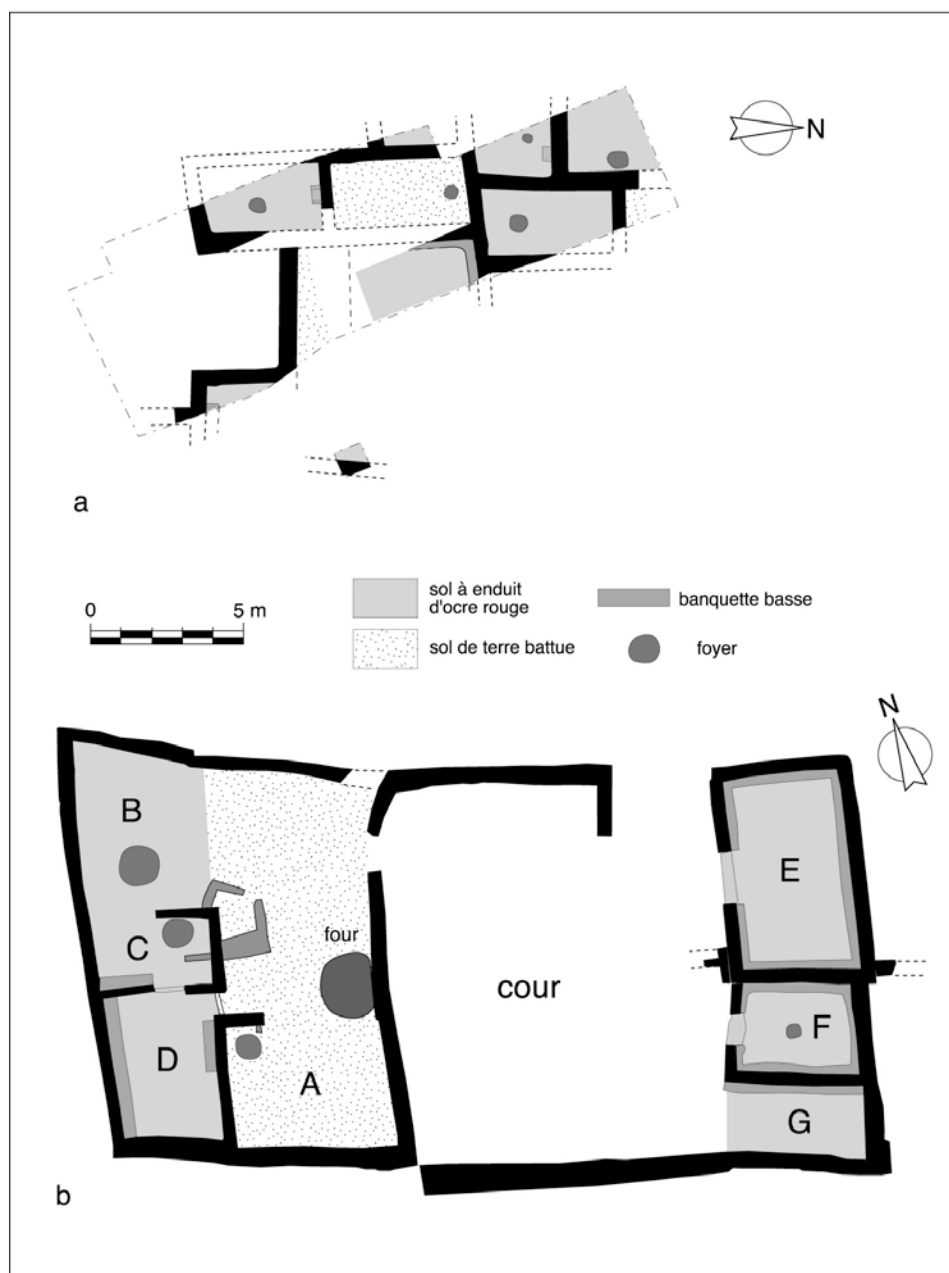 N
a
0 5 m
sol à enduit
d'ocre rouge
banquette basse
sol de terre battue
foyer
N
B
E
four
C
cour
F
D
A
G
b